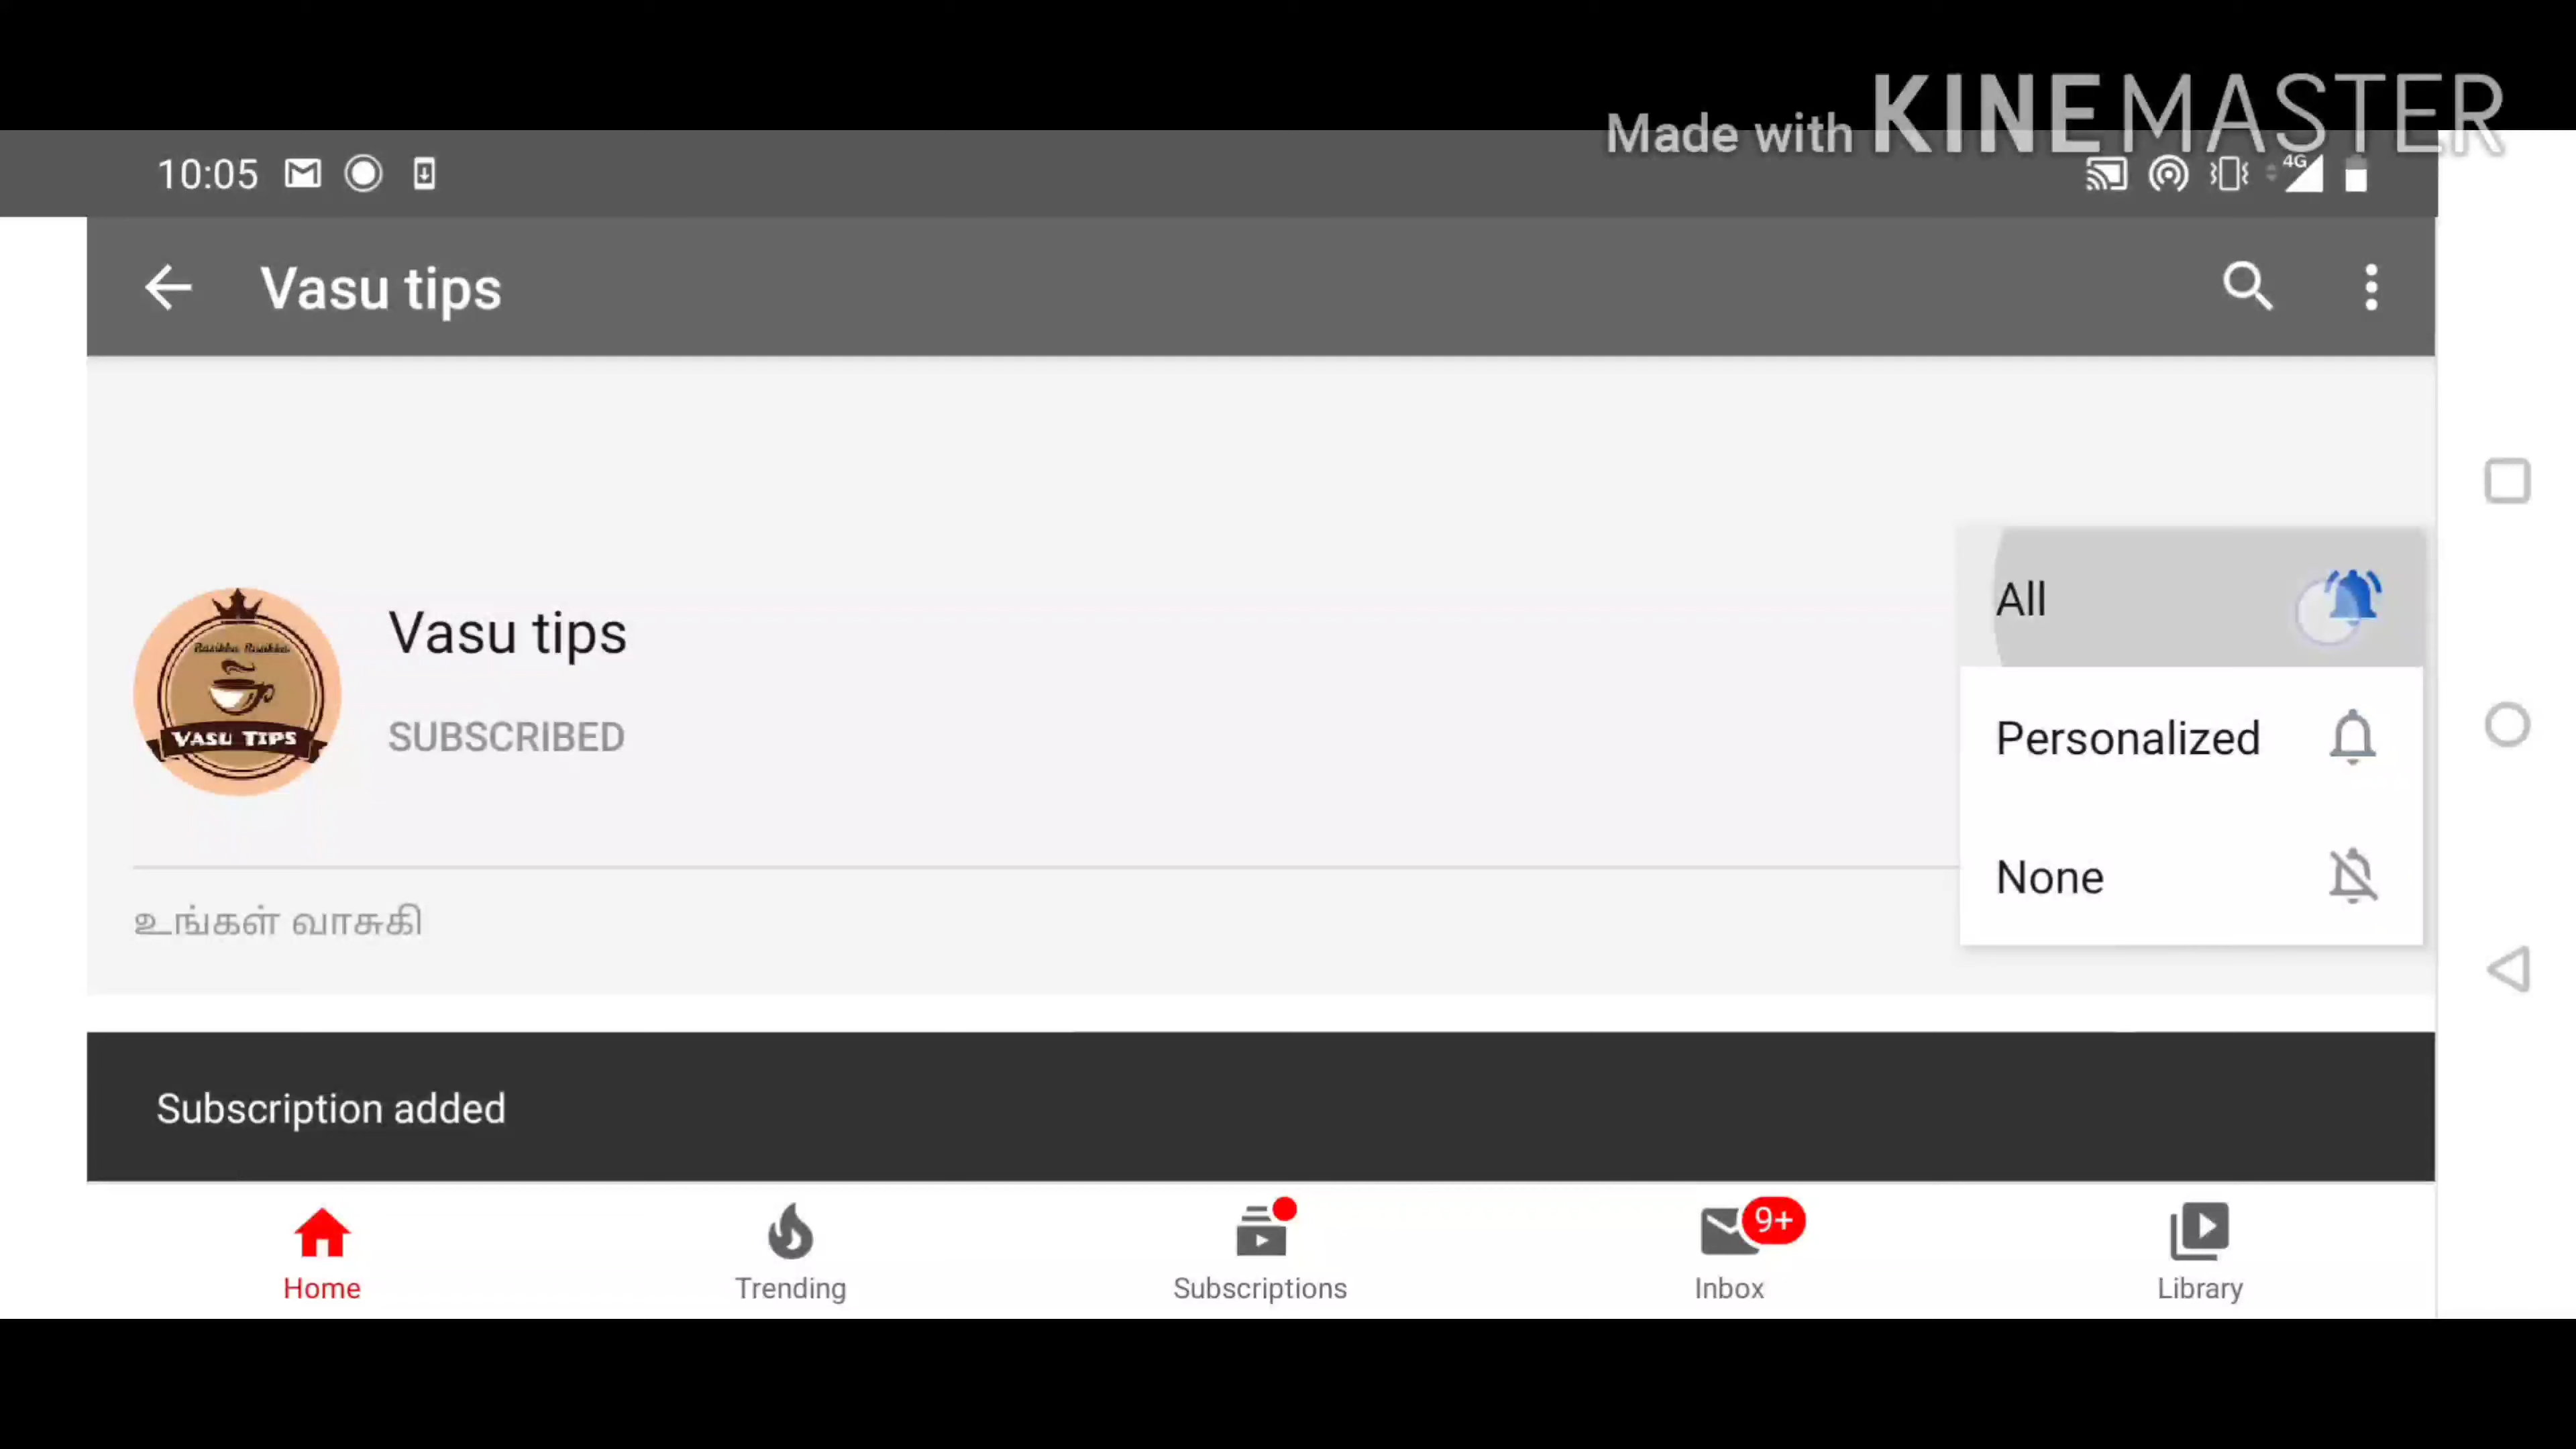 Made with KINEMASTER
10:05
4G
Vasu tips
All
Vasu tips
Personalized
SUBSCRIBED
VASU TIPS
None
உங்கள் வாசுகி
Subscription added
9+
Home
Trending
Subscriptions
Inbox
Library